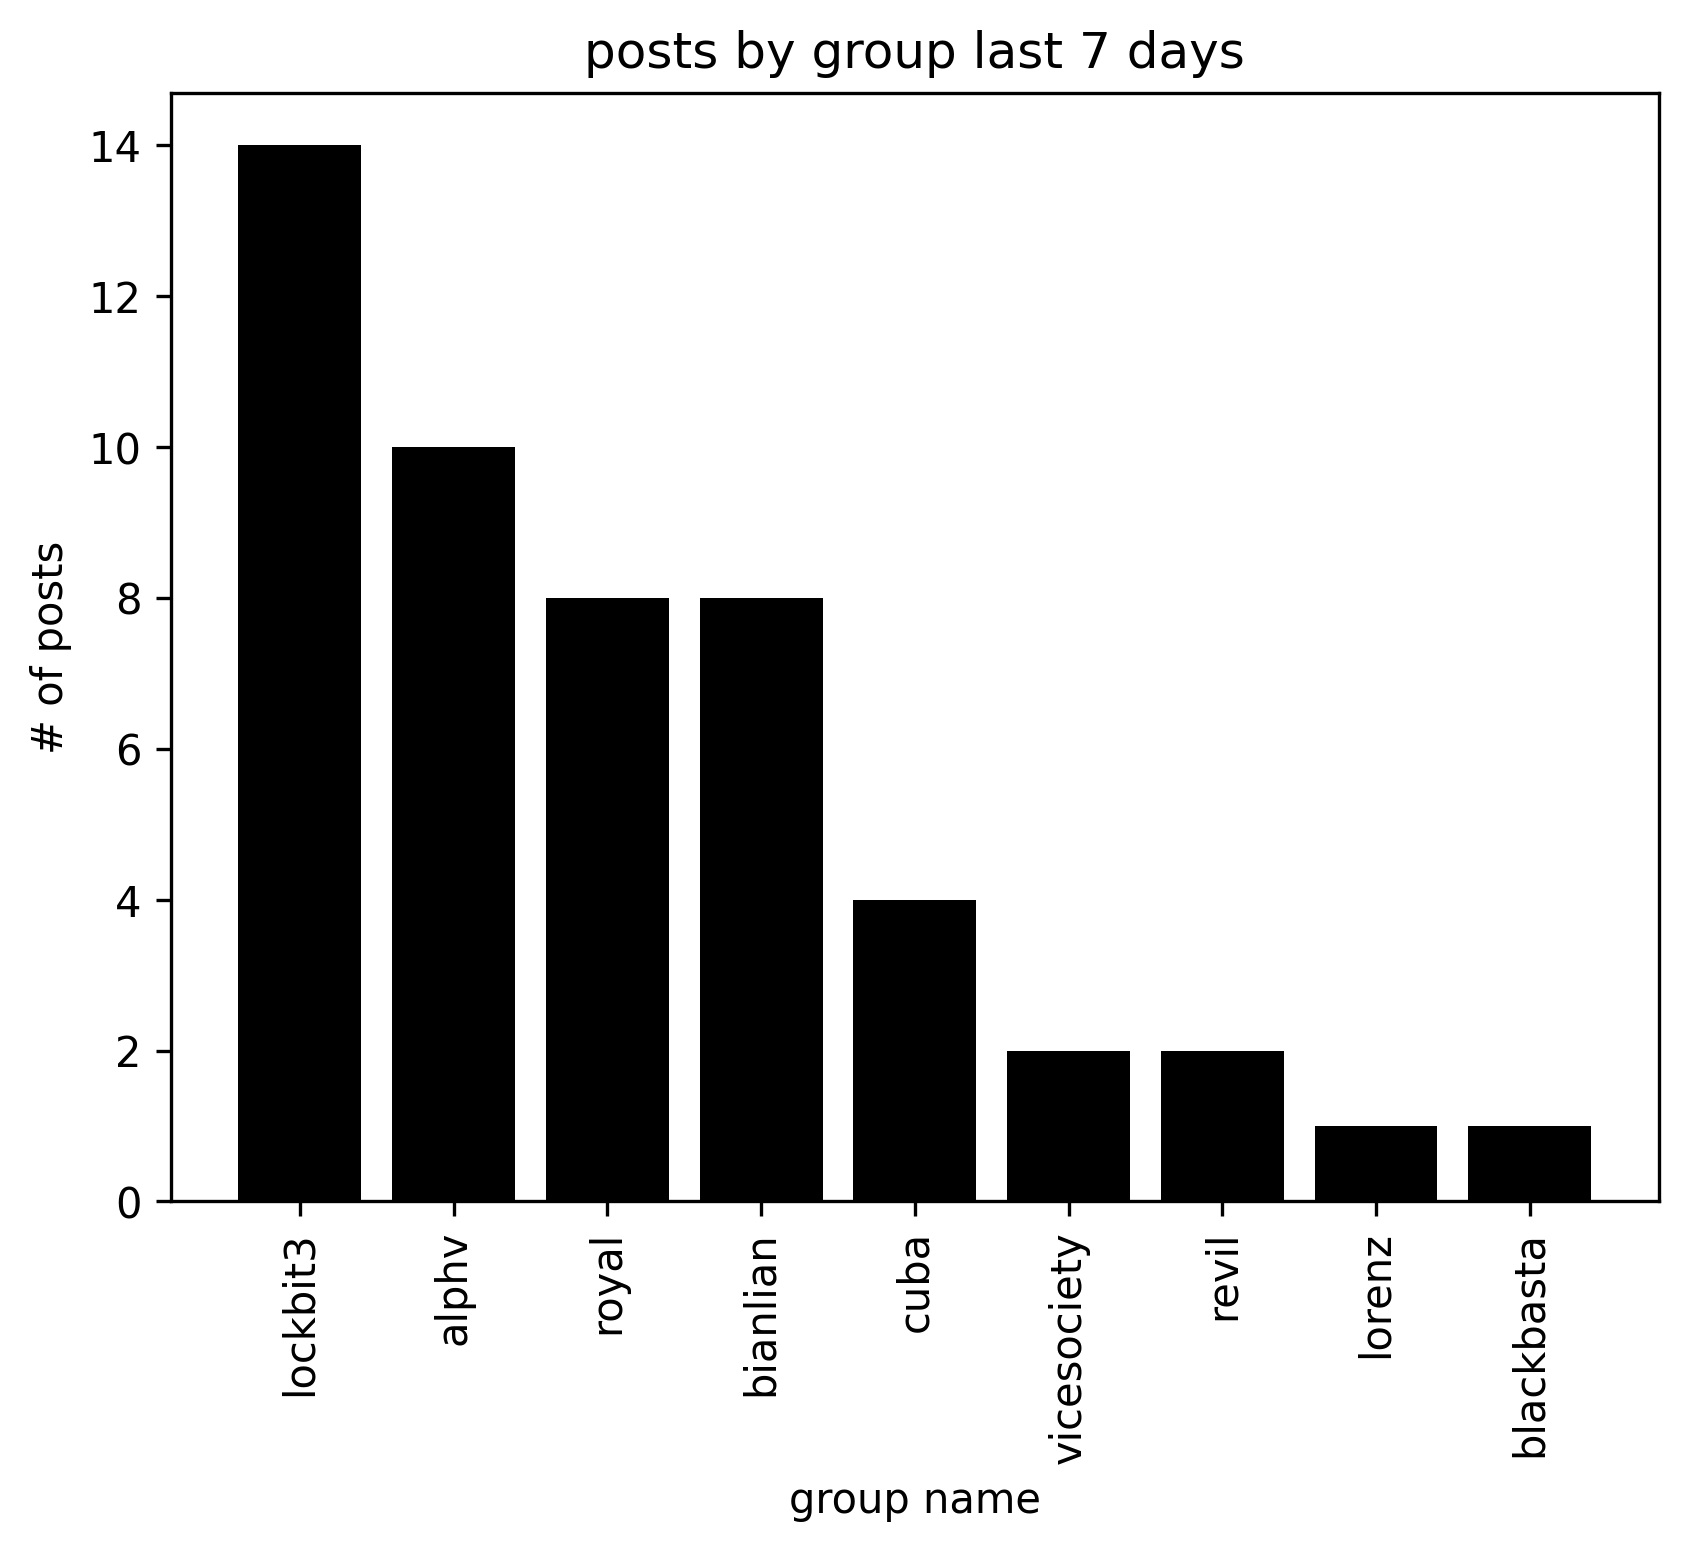 posts by group last 7 days
14
12
10
8
6
4
2
0
# of posts
lockbit3
alphv
royal
bianlian
cuba
vicesociety
revil
lorenz
blackbasta
group name